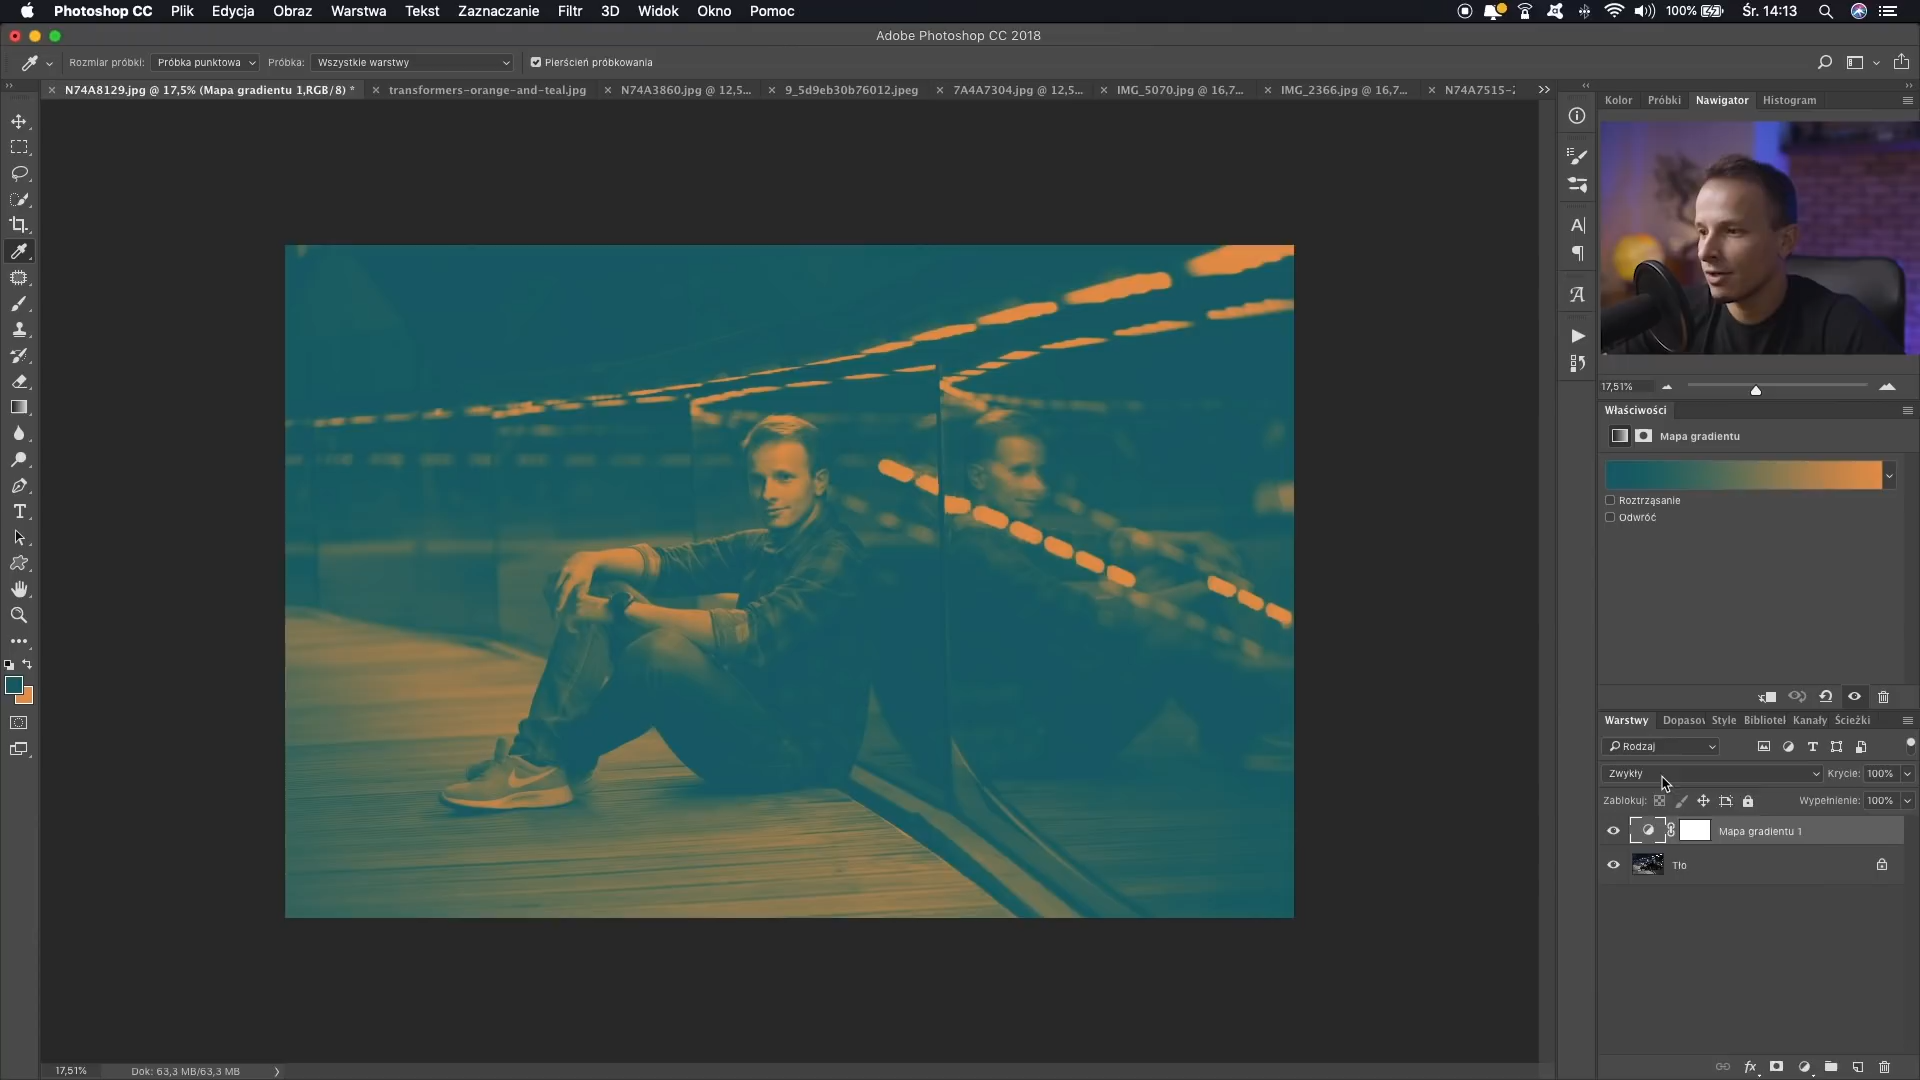 Photoshop CC Plik Edycja Obraz Warstwa Tekst Zaznaczanie Filtr 3D Widok Okno Pomoc 100% Śr. 14:13
Adobe Photoshop CC 2018
Rozmiar próbki: Próbka punktowa Próbka: Wszystkie warstwy Pierścień próbkowania
N74A8129.jpg @ 17,5% (Mapa gradientu 1,RGB/8) * transformers-orange-and-teal.jpg N74A3860.jpg @ 12,5... 9_5d9eb30b76012.jpeg 7A4A7304.jpg @ 12,5... IMG_5070.jpg @ 16,7... IMG_2366.jpg @ 16,7... N74A7515-
Kolor Próbki Nawigator Histogram
17,51%
Właściwości
Mapa gradientu
Roztrząsanie
Odwróć
Warstwy Dopasov Style Bibliotel Kanały Ścieżki
Rodzaj
Zwykły Krycie: 100%
Zablokuj: Wypełnienie: 100%
Mapa gradientu 1
Tło
17,51% Dok: 63,3 MB/63,3 MB